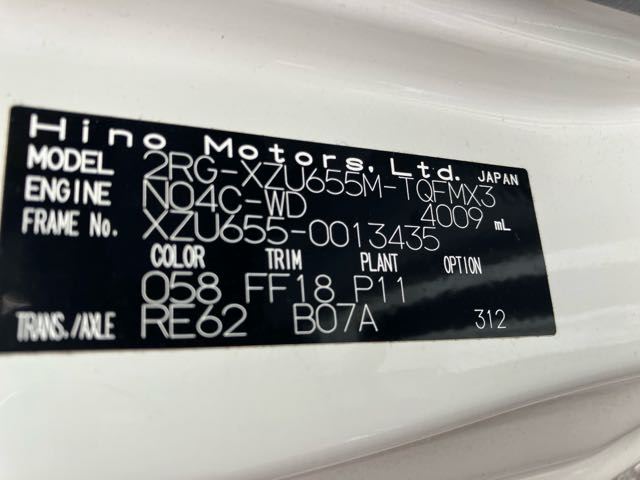 Hino Motors, Ltd. JAPAN
MODEL 2RG-XZU655M-TQFMX3
ENGINE N04C-WD 4009 mL
FRAME No. XZU655-0013435
COLOR TRIM PLANT OPTION
058 FF18 P11
TRANS./AXLE RE62 B07A 312